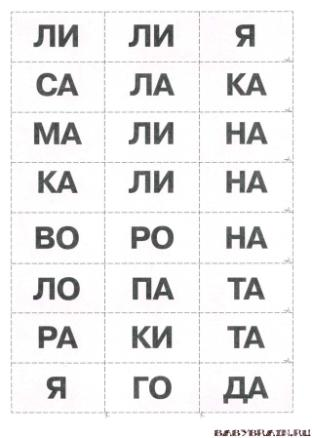 ЛИ ЛИ Я
СА ЛА КА
МА ЛИ НА
КА ЛИ НА
ВО РО НА
ЛО ПА ТА
РА КИ ТА
Я ГО ДА
BABYBRAIN.RU